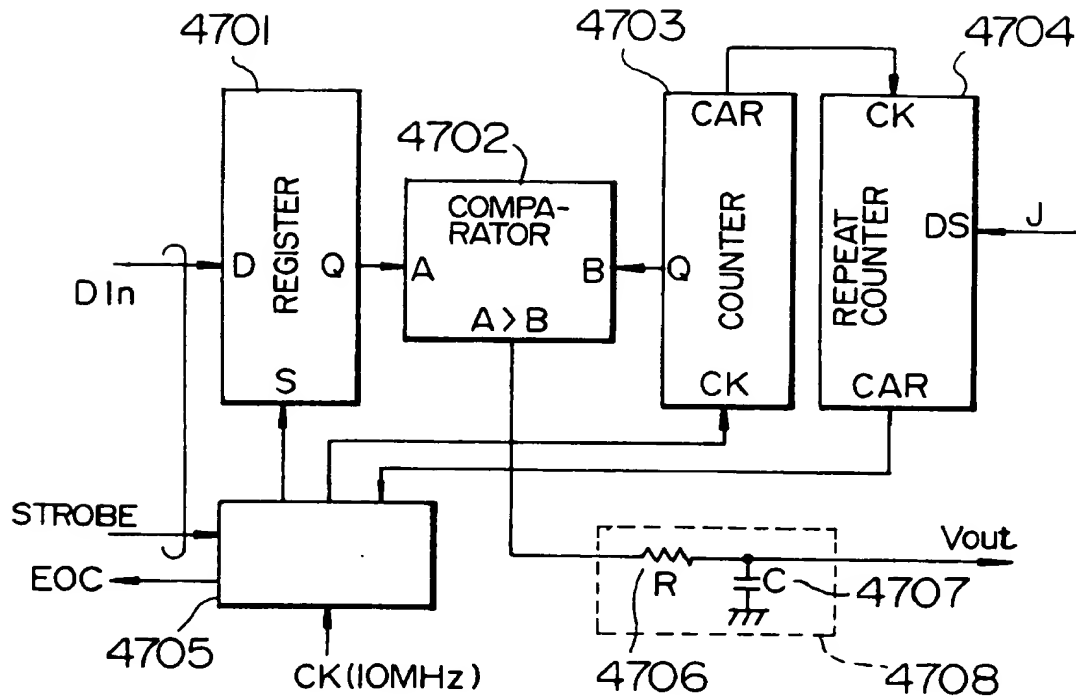 4701
4703
4704
4702
CAR
CK
REGISTER
COMPA-
RATOR
COUNTER
REPEAT
COUNTER
DS
J
D
Q
A
B
Q
D In
A > B
S
CK
CAR
STROBE
EOC
Vout
R
C
4707
4705
4706
4708
CK(10MHz)